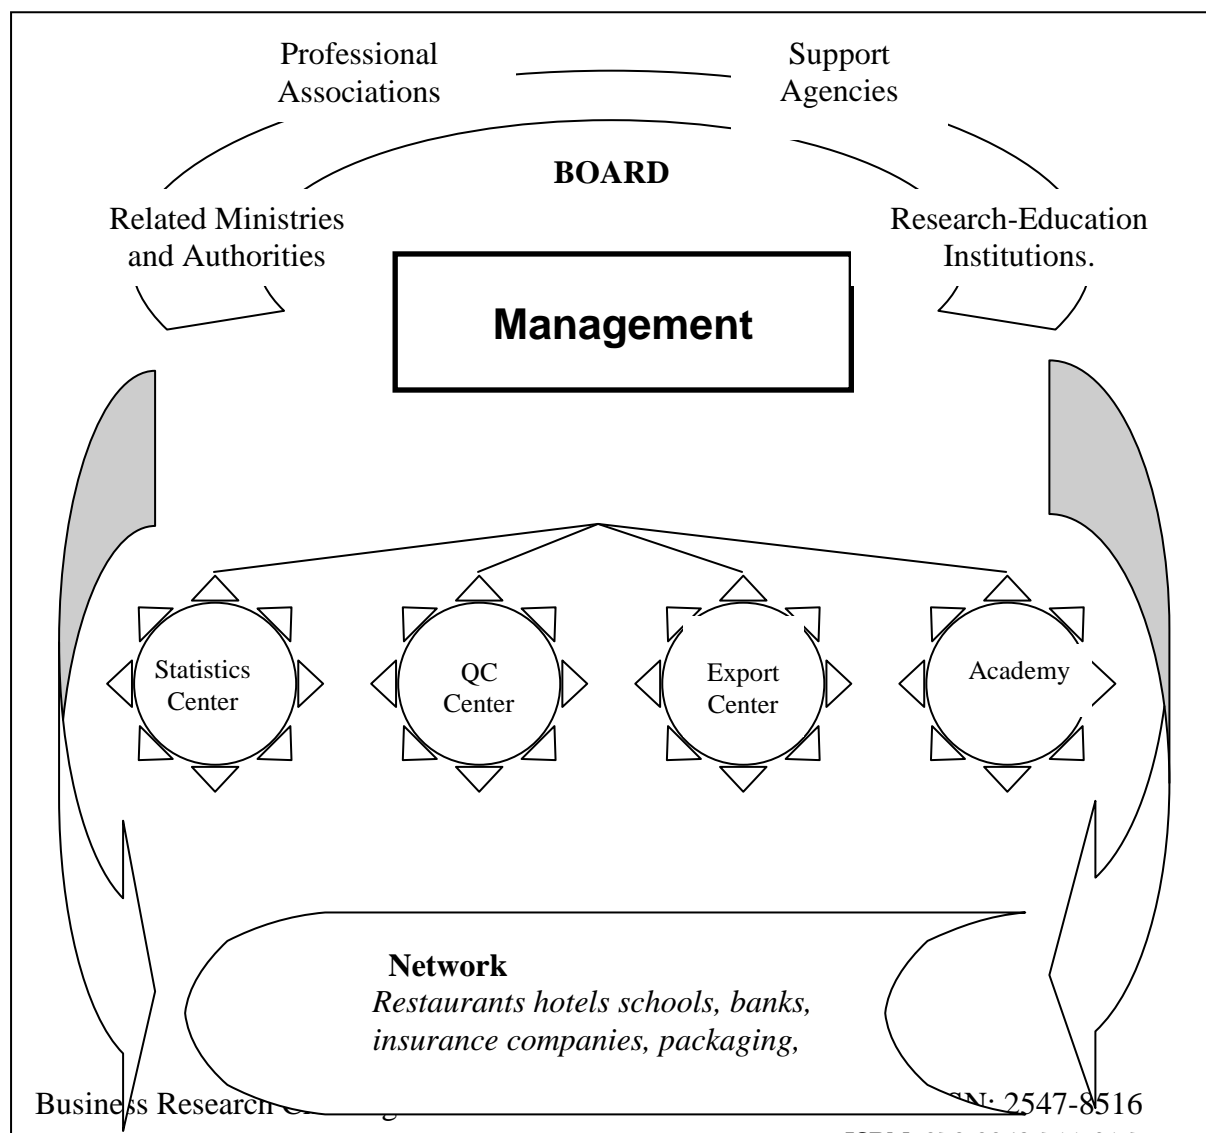 Professional
Associations
Support
Agencies
BOARD
Related Ministries
and Authorities
Research-Education
Institutions.
Management
Statistics
Center
QC
Center
Export
Center
Academy
Network
Restaurants hotels schools, banks,
insurance companies, packaging,
Business Research 2547-8516